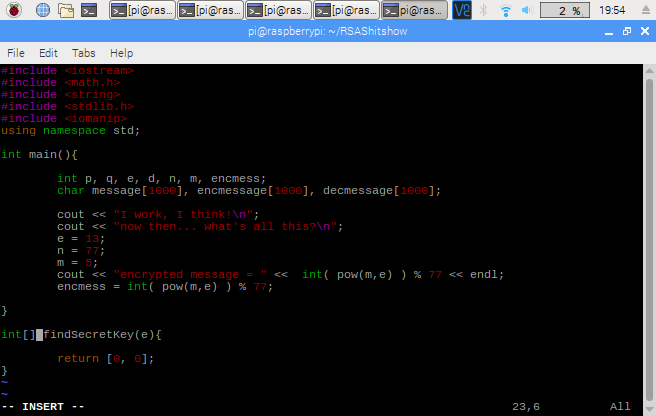 [pi@ras... [pi@ras... [pi@ras... [pi@ras... pi@ras... 2 % 19:54
pi@raspberrypi: ~/RSAShitshow
File Edit Tabs Help
#include <iostream>
#include <math.h>
#include <string>
#include <stdlib.h>
#include <iomanip>
using namespace std;
int main(){
int p, q, e, d, n, m, encmess;
char message[1000], encmessage[1000], decmessage[1000];
cout << "I work, I think!\n";
cout << "now then... what's all this?\n";
e = 13;
n = 77;
m = 5;
cout << "encrypted message = " <<  int( pow(m,e) ) % 77 << endl;
encmess = int( pow(m,e) ) % 77;
}
int[] findSecretKey(e){
return [0, 0];
}
~
~
-- INSERT -- 23,6 All